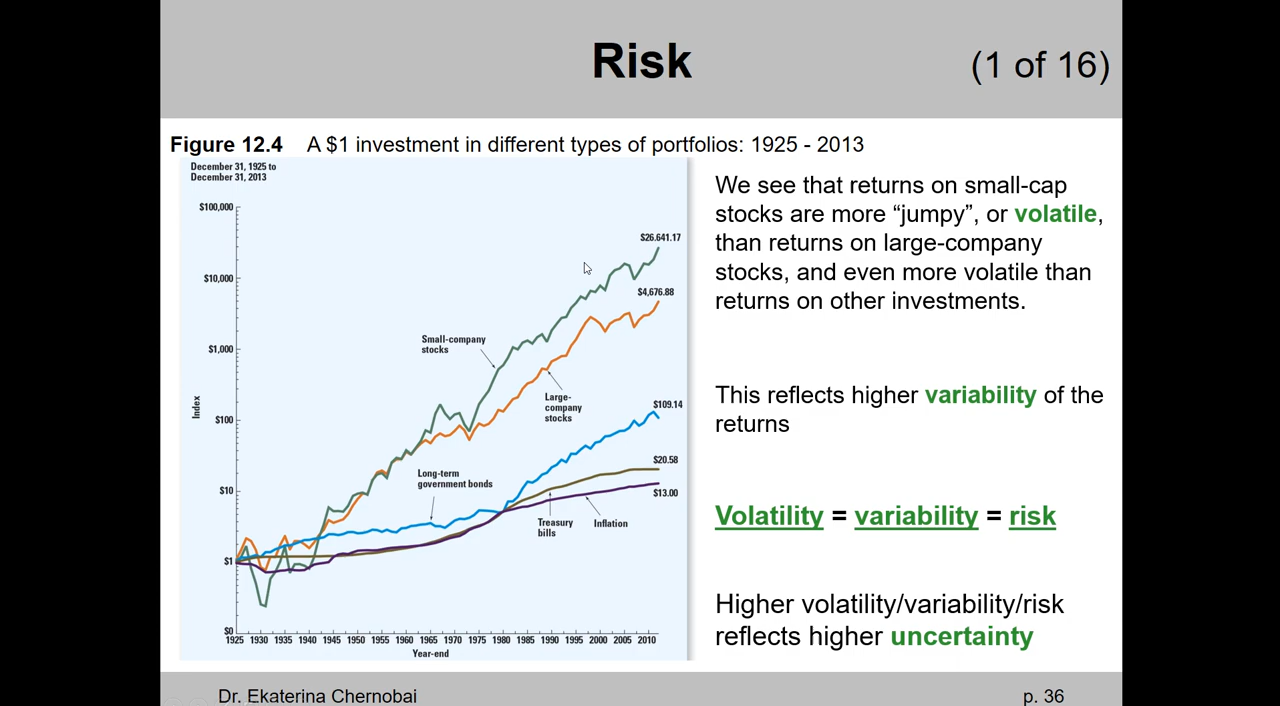 Risk
(1 of 16)
Figure 12.4 A $1 investment in different types of portfolios: 1925 - 2013
December 31, 1925 to
December 31, 2013
$100,000
$10,000
$1,000
$100
$10
$1
$0
Index
$26.641.17
$4,676.88
$109.14
$20.58
$13.00
Small-company
stocks
Large-
company
stocks
Long-term
government bonds
Treasury
bills
Inflation
1925 1930 1935 1940 1945 1950 1955 1960 1965 1970 1975 1980 1985 1990 1995 2000 2005 2010
Year-end
We see that returns on small-cap
stocks are more “jumpy”, or volatile,
than returns on large-company
stocks, and even more volatile than
returns on other investments.
This reflects higher variability of the
returns
Volatility = variability = risk
Higher volatility/variability/risk
reflects higher uncertainty
Dr. Ekaterina Chernobai
p. 36